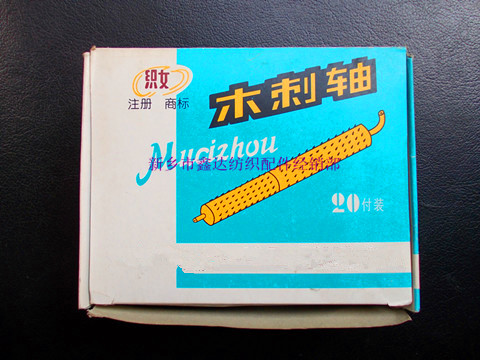 织女
注册 商标
木刺轴
Mucizhou
新乡市鑫达纺织配件经销部
20付装